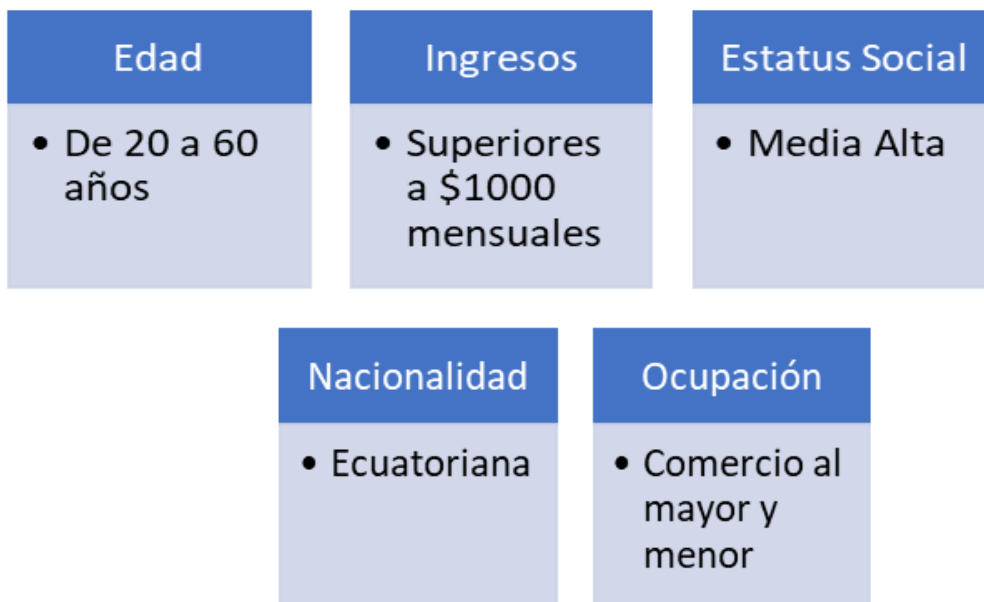 Edad
• De 20 a 60
años
Ingresos
• Superiores
a $1000
mensuales
Estatus Social
• Media Alta
Nacionalidad
• Ecuatoriana
Ocupación
• Comercio al
mayor y
menor